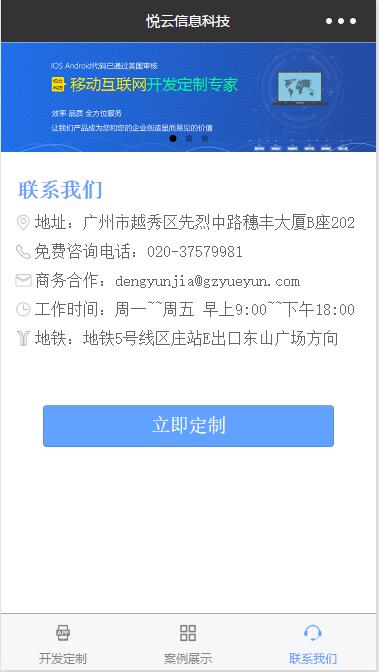 悦云信息科技
IOS Android代码已通过美国审核
悦云科技 移动互联网开发定制专家
效率 品质 全方位服务
让我们产品成为您和您的企业创造显而易见的价值
联系我们
地址：广州市越秀区先烈中路穗丰大厦B座202
免费咨询电话：020-37579981
商务合作：dengyunjia@gzyueyun.com
工作时间：周一~~周五 早上9:00~~下午18:00
地铁：地铁5号线区庄站E出口东山广场方向
立即定制
APP
开发定制
案例展示
联系我们